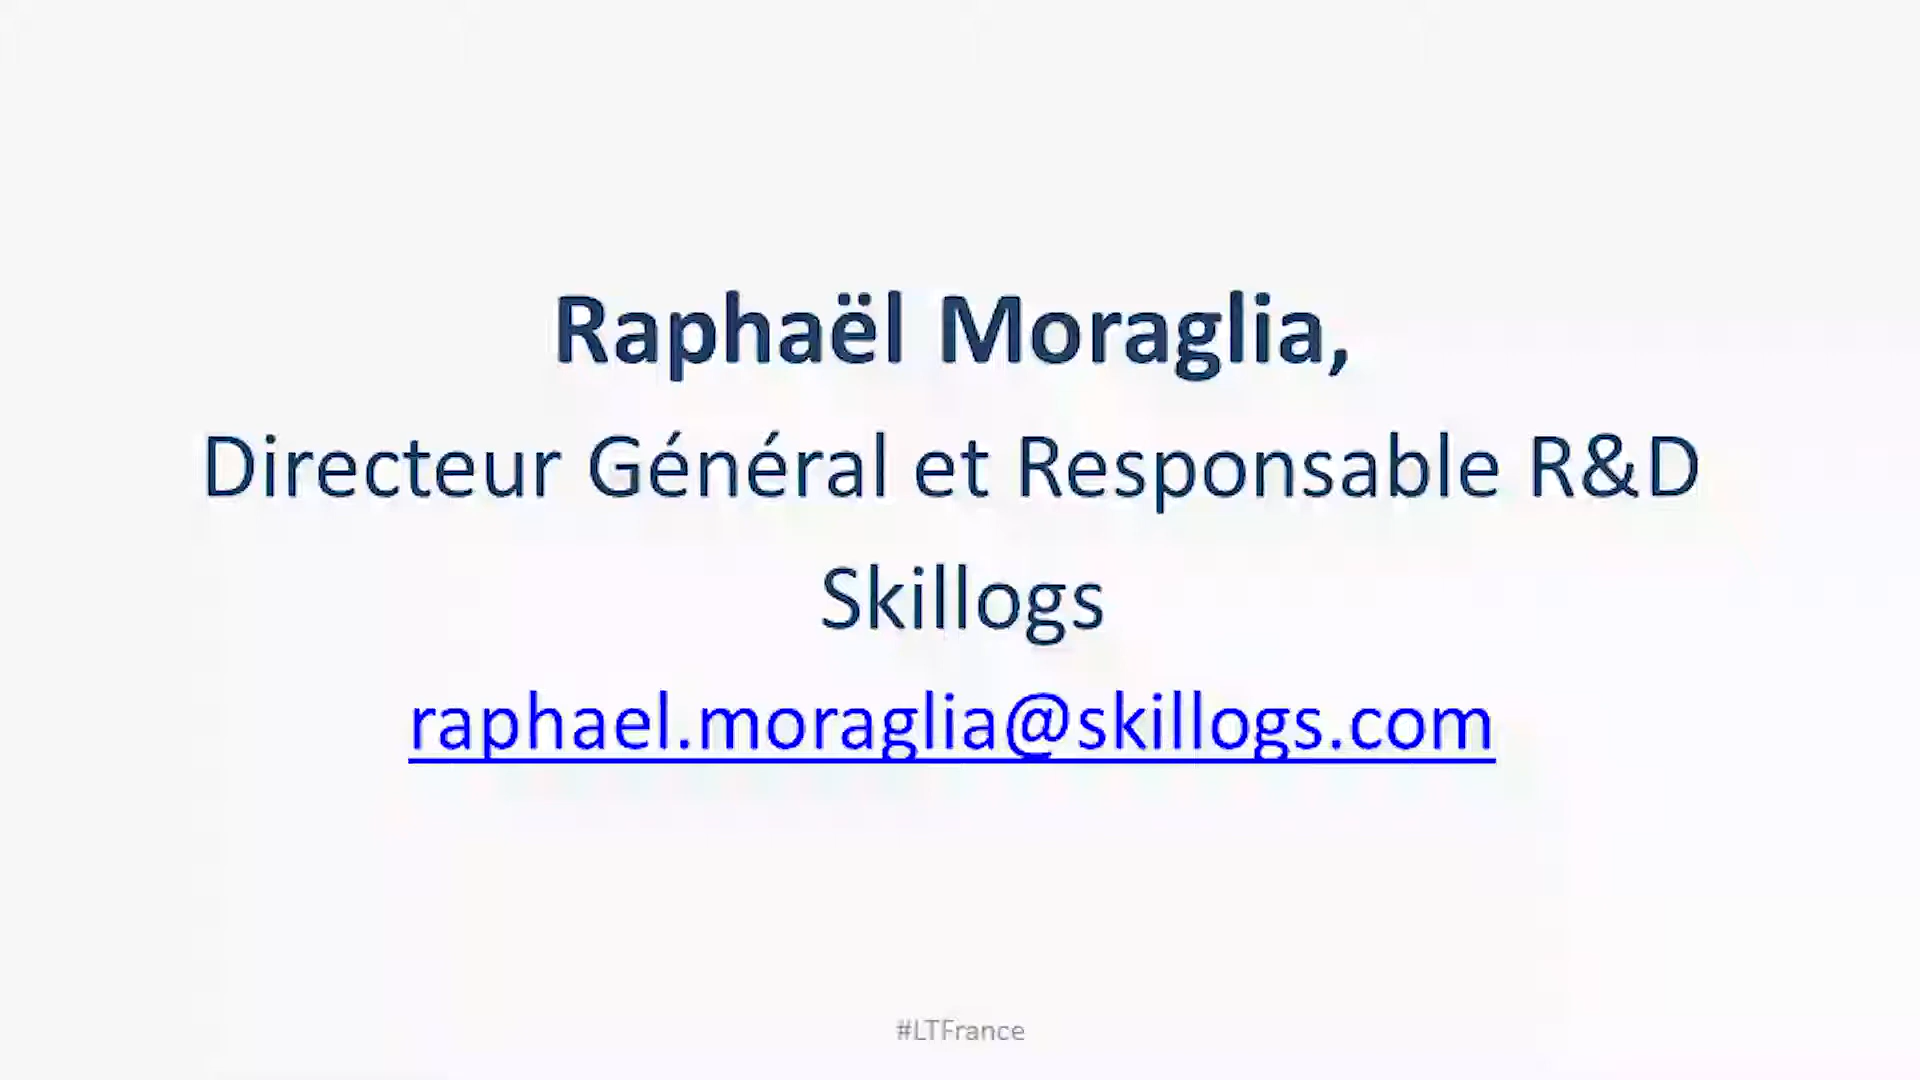 Raphaël Moraglia,
Directeur Général et Responsable R&D
Skillogs
raphael.moraglia@skillogs.com
#LTFrance